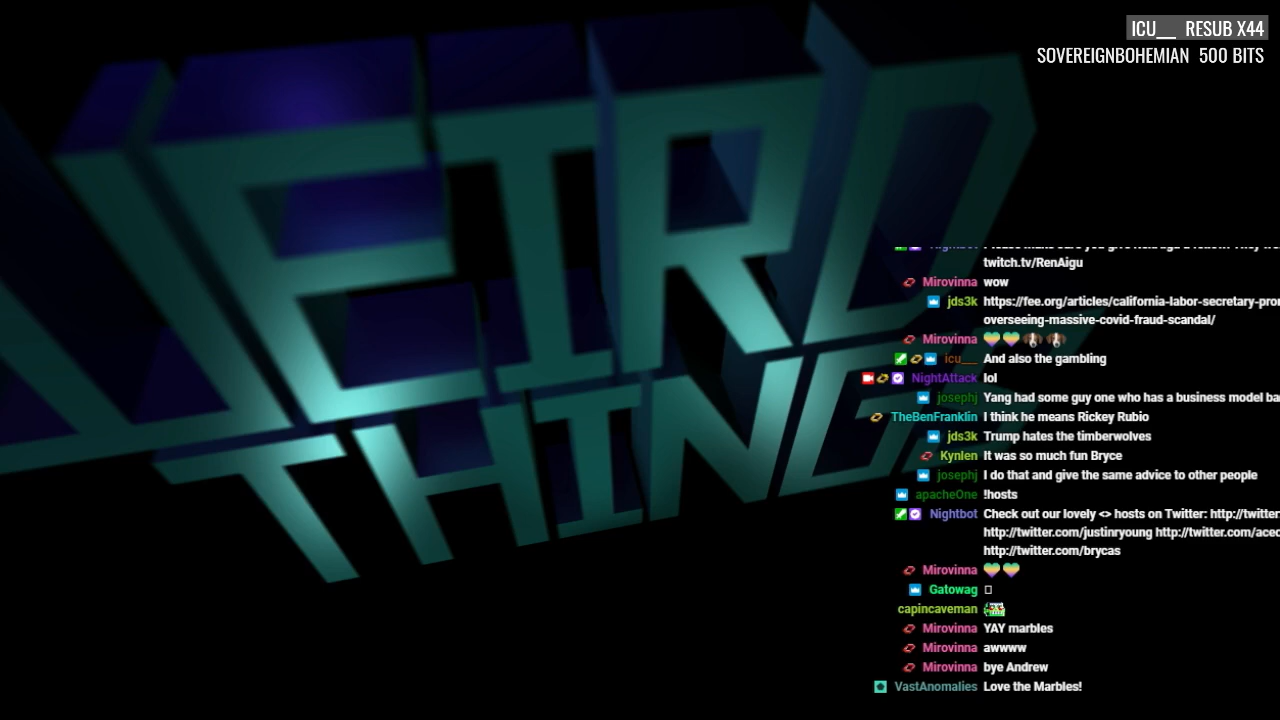 ICU__ RESUB X44
SOVEREIGNBOHEMIAN 500 BITS
WEIRD
THINGS
twitch.tv/RenAigu
Mirovinna wow
jds3k https://fee.org/articles/california-labor-secretary-
overseeing-massive-covid-fraud-scandal/
Mirovinna
icu__ And also the gambling
NightAttack lol
josephj Yang had some guy one who has a business model
TheBenFranklin I think he means Rickey Rubio
jds3k Trump hates the timberwolves
Kynlen It was so much fun Bryce
josephj I do that and give the same advice to other people
apacheOne !hosts
Nightbot Check out our lovely <> hosts on Twitter: http://twitter
http://twitter.com/justinryoung http://twitter.com/acec
http://twitter.com/brycas
Mirovinna
Gatowag
capincaveman
Mirovinna YAY marbles
Mirovinna awwww
Mirovinna bye Andrew
VastAnomalies Love the Marbles!